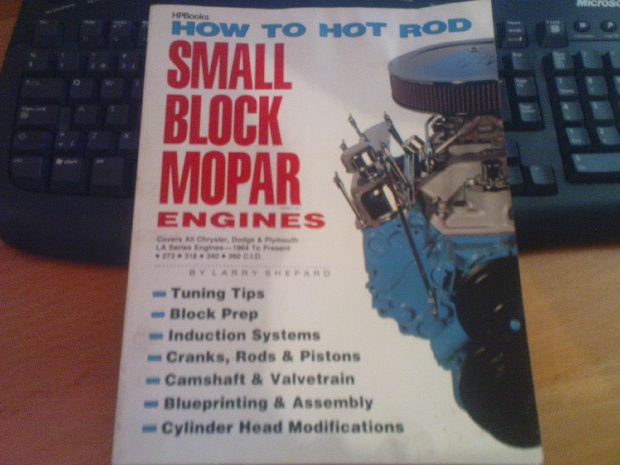 Microsoft
HPBooks
HOW TO HOT ROD
SMALL
BLOCK
MOPAR
ENGINES
Covers All Chrysler, Dodge & Plymouth
LA Series Engines—1964 To Present
• 273 • 318 • 340 • 360 C.I.D.
BY LARRY SHEPARD
Tuning Tips
Block Prep
Induction Systems
Cranks, Rods & Pistons
Camshaft & Valvetrain
Blueprinting & Assembly
Cylinder Head Modifications